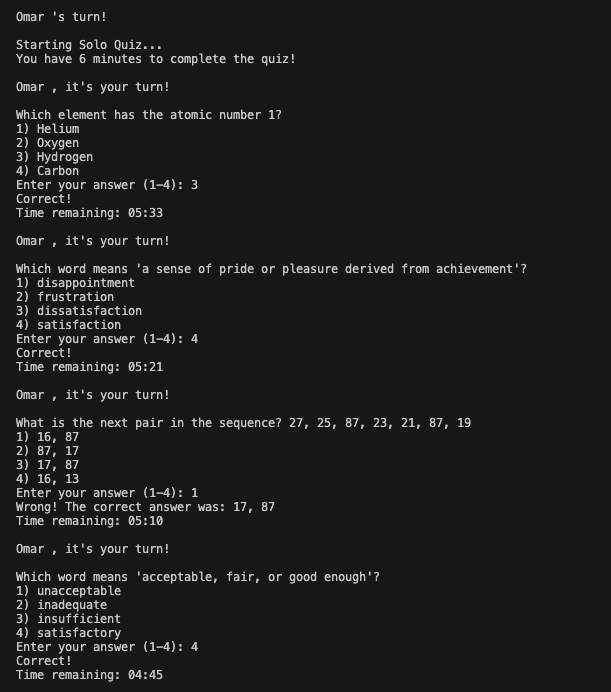 Omar 's turn!
Starting Solo Quiz...
You have 6 minutes to complete the quiz!
Omar , it's your turn!
Which element has the atomic number 1?
1) Helium
2) Oxygen
3) Hydrogen
4) Carbon
Enter your answer (1-4): 3
Correct!
Time remaining: 05:33
Omar , it's your turn!
Which word means 'a sense of pride or pleasure derived from achievement'?
1) disappointment
2) frustration
3) dissatisfaction
4) satisfaction
Enter your answer (1-4): 4
Correct!
Time remaining: 05:21
Omar , it's your turn!
What is the next pair in the sequence? 27, 25, 87, 23, 21, 87, 19
1) 16, 87
2) 87, 17
3) 17, 87
4) 16, 13
Enter your answer (1-4): 1
Wrong! The correct answer was: 17, 87
Time remaining: 05:10
Omar , it's your turn!
Which word means 'acceptable, fair, or good enough'?
1) unacceptable
2) inadequate
3) insufficient
4) satisfactory
Enter your answer (1-4): 4
Correct!
Time remaining: 04:45